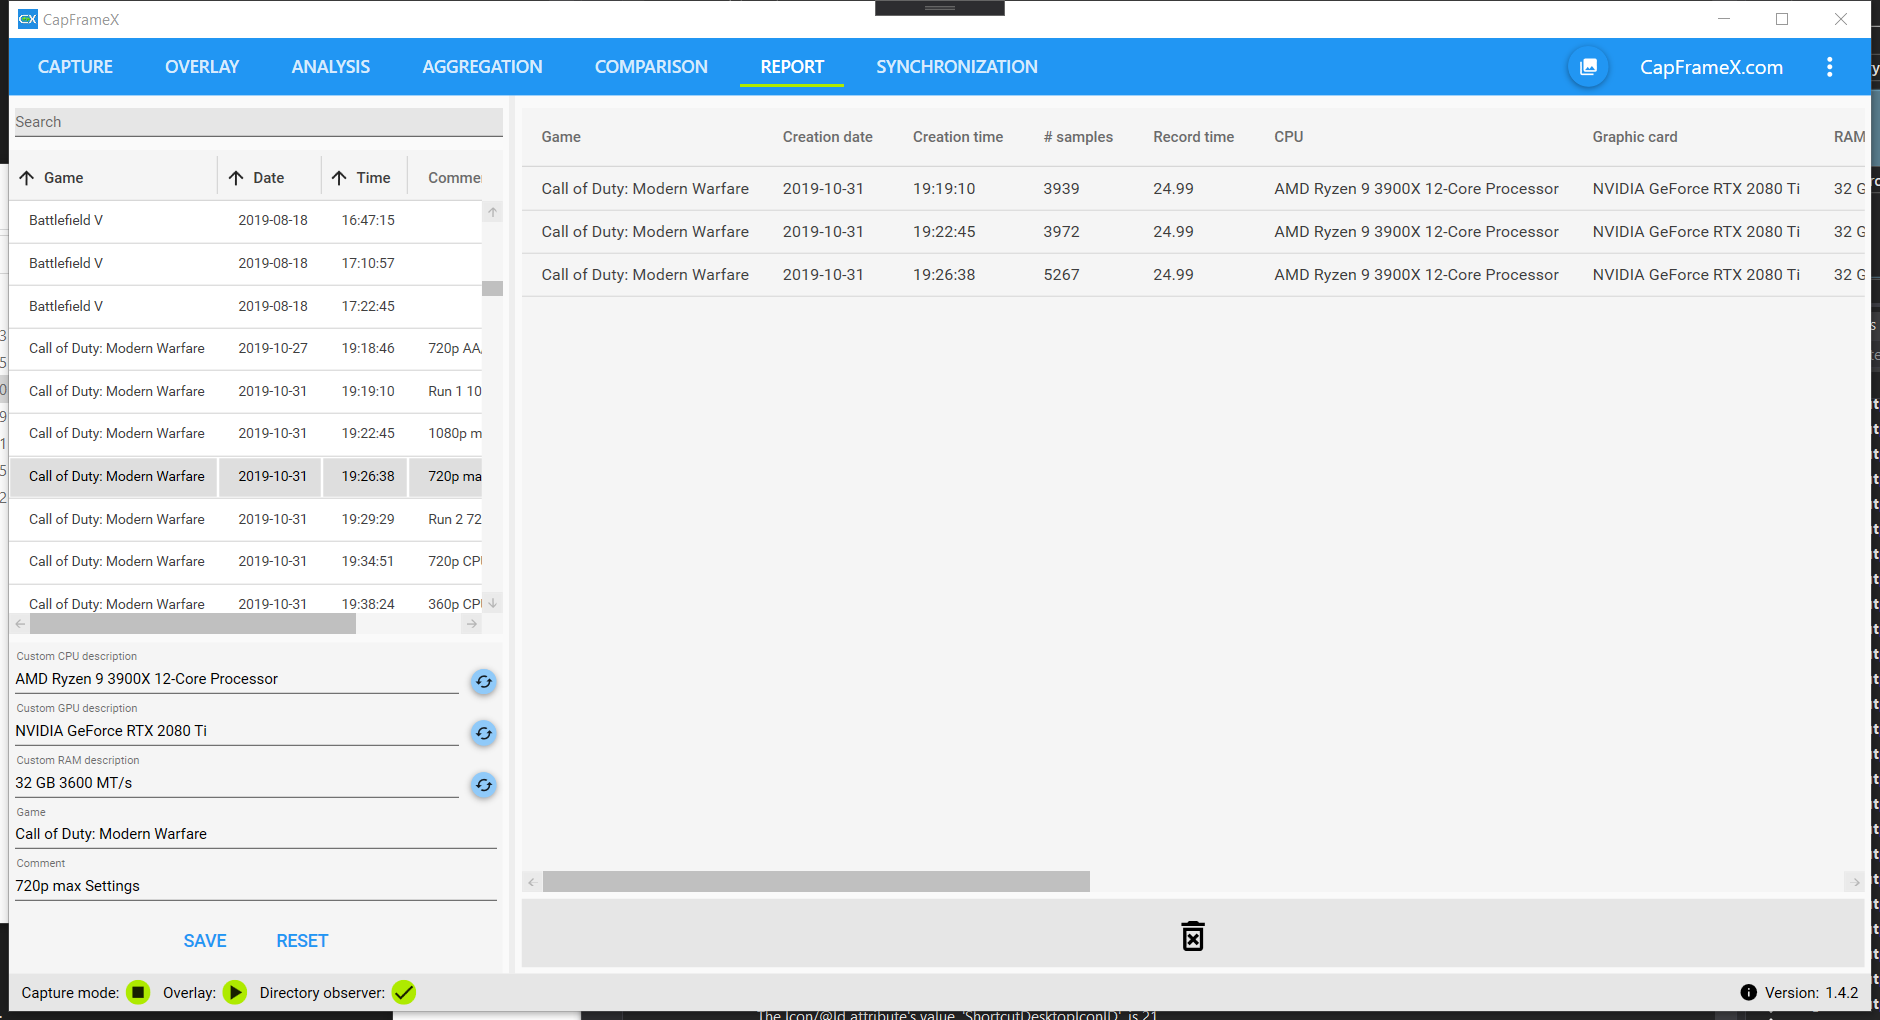 CapFrameX
CAPTURE OVERLAY ANALYSIS AGGREGATION COMPARISON REPORT SYNCHRONIZATION CapFrameX.com
Search
Game Date Time Comme
Battlefield V 2019-08-18 16:47:15
Battlefield V 2019-08-18 17:10:57
Battlefield V 2019-08-18 17:22:45
Call of Duty: Modern Warfare 2019-10-27 19:18:46 720p AA
Call of Duty: Modern Warfare 2019-10-31 19:19:10 Run 1 10
Call of Duty: Modern Warfare 2019-10-31 19:22:45 1080p m
Call of Duty: Modern Warfare 2019-10-31 19:26:38 720p ma
Call of Duty: Modern Warfare 2019-10-31 19:29:29 Run 2 72
Call of Duty: Modern Warfare 2019-10-31 19:34:51 720p CP
Call of Duty: Modern Warfare 2019-10-31 19:38:24 360p CP
Custom CPU description
AMD Ryzen 9 3900X 12-Core Processor
Custom GPU description
NVIDIA GeForce RTX 2080 Ti
Custom RAM description
32 GB 3600 MT/s
Game
Call of Duty: Modern Warfare
Comment
720p max Settings
SAVE RESET
Game Creation date Creation time # samples Record time CPU Graphic card RAM
Call of Duty: Modern Warfare 2019-10-31 19:19:10 3939 24.99 AMD Ryzen 9 3900X 12-Core Processor NVIDIA GeForce RTX 2080 Ti 32 G
Call of Duty: Modern Warfare 2019-10-31 19:22:45 3972 24.99 AMD Ryzen 9 3900X 12-Core Processor NVIDIA GeForce RTX 2080 Ti 32 G
Call of Duty: Modern Warfare 2019-10-31 19:26:38 5267 24.99 AMD Ryzen 9 3900X 12-Core Processor NVIDIA GeForce RTX 2080 Ti 32 G
Capture mode: Overlay: Directory observer: Version: 1.4.2
The Icon/@Id attribute's value, 'ShortcutDesktopIconID', is 21